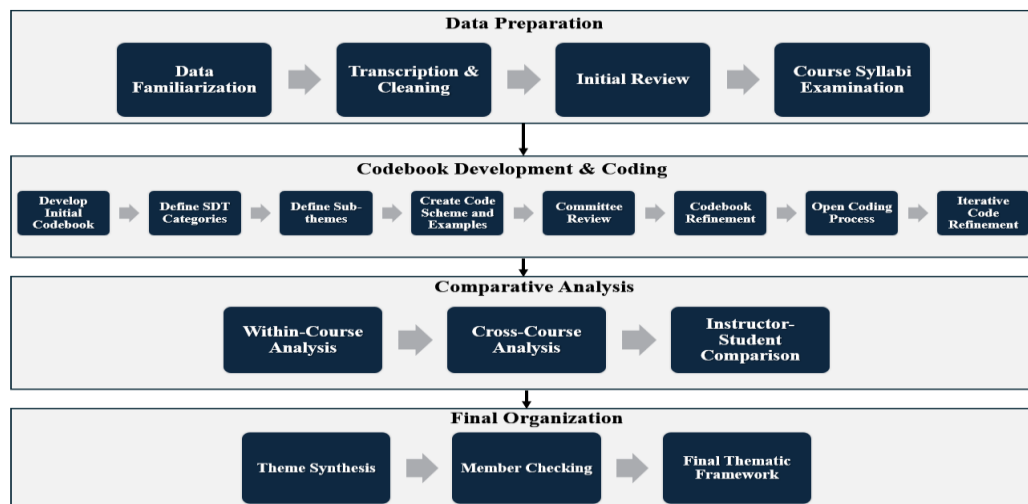 Data Preparation
Data
Familiarization
Transcription &
Cleaning
Initial Review
Course Syllabi
Examination
Codebook Development & Coding
Develop
Initial
Codebook
Define SDT
Categories
Define Sub-
themes
Create Code
Scheme and
Examples
Committee
Review
Codebook
Refinement
Open Coding
Process
Iterative
Code
Refinement
Comparative Analysis
Within-Course
Analysis
Cross-Course
Analysis
Instructor-
Student
Comparison
Final Organization
Theme Synthesis
Member Checking
Final Thematic
Framework